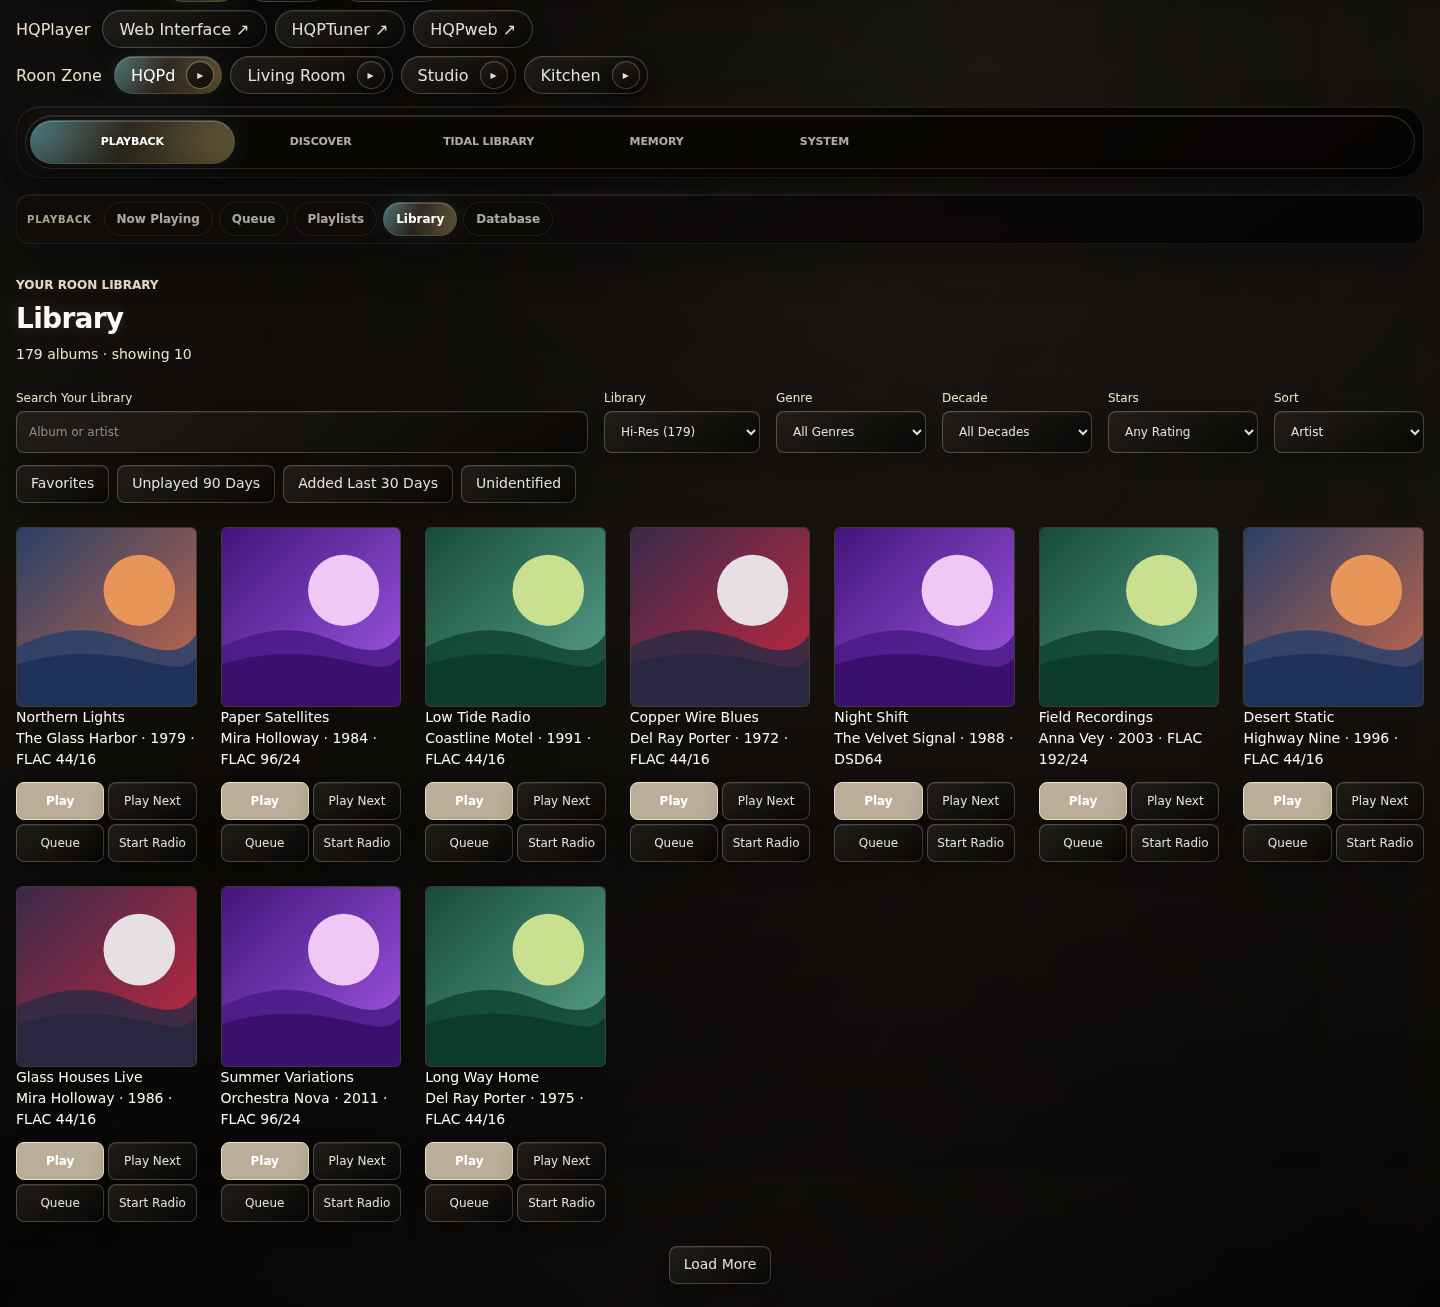 HQPlayer Web Interface ↗ HQPTuner ↗ HQPweb ↗
Roon Zone HQPd ▸ Living Room ▸ Studio ▸ Kitchen ▸
PLAYBACK DISCOVER TIDAL LIBRARY MEMORY SYSTEM
PLAYBACK Now Playing Queue Playlists Library Database
YOUR ROON LIBRARY
Library
179 albums · showing 10
Search Your Library Library Genre Decade Stars Sort
Album or artist Hi-Res (179) All Genres All Decades Any Rating Artist
Favorites Unplayed 90 Days Added Last 30 Days Unidentified
Northern Lights
The Glass Harbor · 1979 ·
FLAC 44/16
Play Play Next
Queue Start Radio
Paper Satellites
Mira Holloway · 1984 ·
FLAC 96/24
Play Play Next
Queue Start Radio
Low Tide Radio
Coastline Motel · 1991 ·
FLAC 44/16
Play Play Next
Queue Start Radio
Copper Wire Blues
Del Ray Porter · 1972 ·
FLAC 44/16
Play Play Next
Queue Start Radio
Night Shift
The Velvet Signal · 1988 ·
DSD64
Play Play Next
Queue Start Radio
Field Recordings
Anna Vey · 2003 · FLAC
192/24
Play Play Next
Queue Start Radio
Desert Static
Highway Nine · 1996 ·
FLAC 44/16
Play Play Next
Queue Start Radio
Glass Houses Live
Mira Holloway · 1986 ·
FLAC 44/16
Play Play Next
Queue Start Radio
Summer Variations
Orchestra Nova · 2011 ·
FLAC 96/24
Play Play Next
Queue Start Radio
Long Way Home
Del Ray Porter · 1975 ·
FLAC 44/16
Play Play Next
Queue Start Radio
Load More